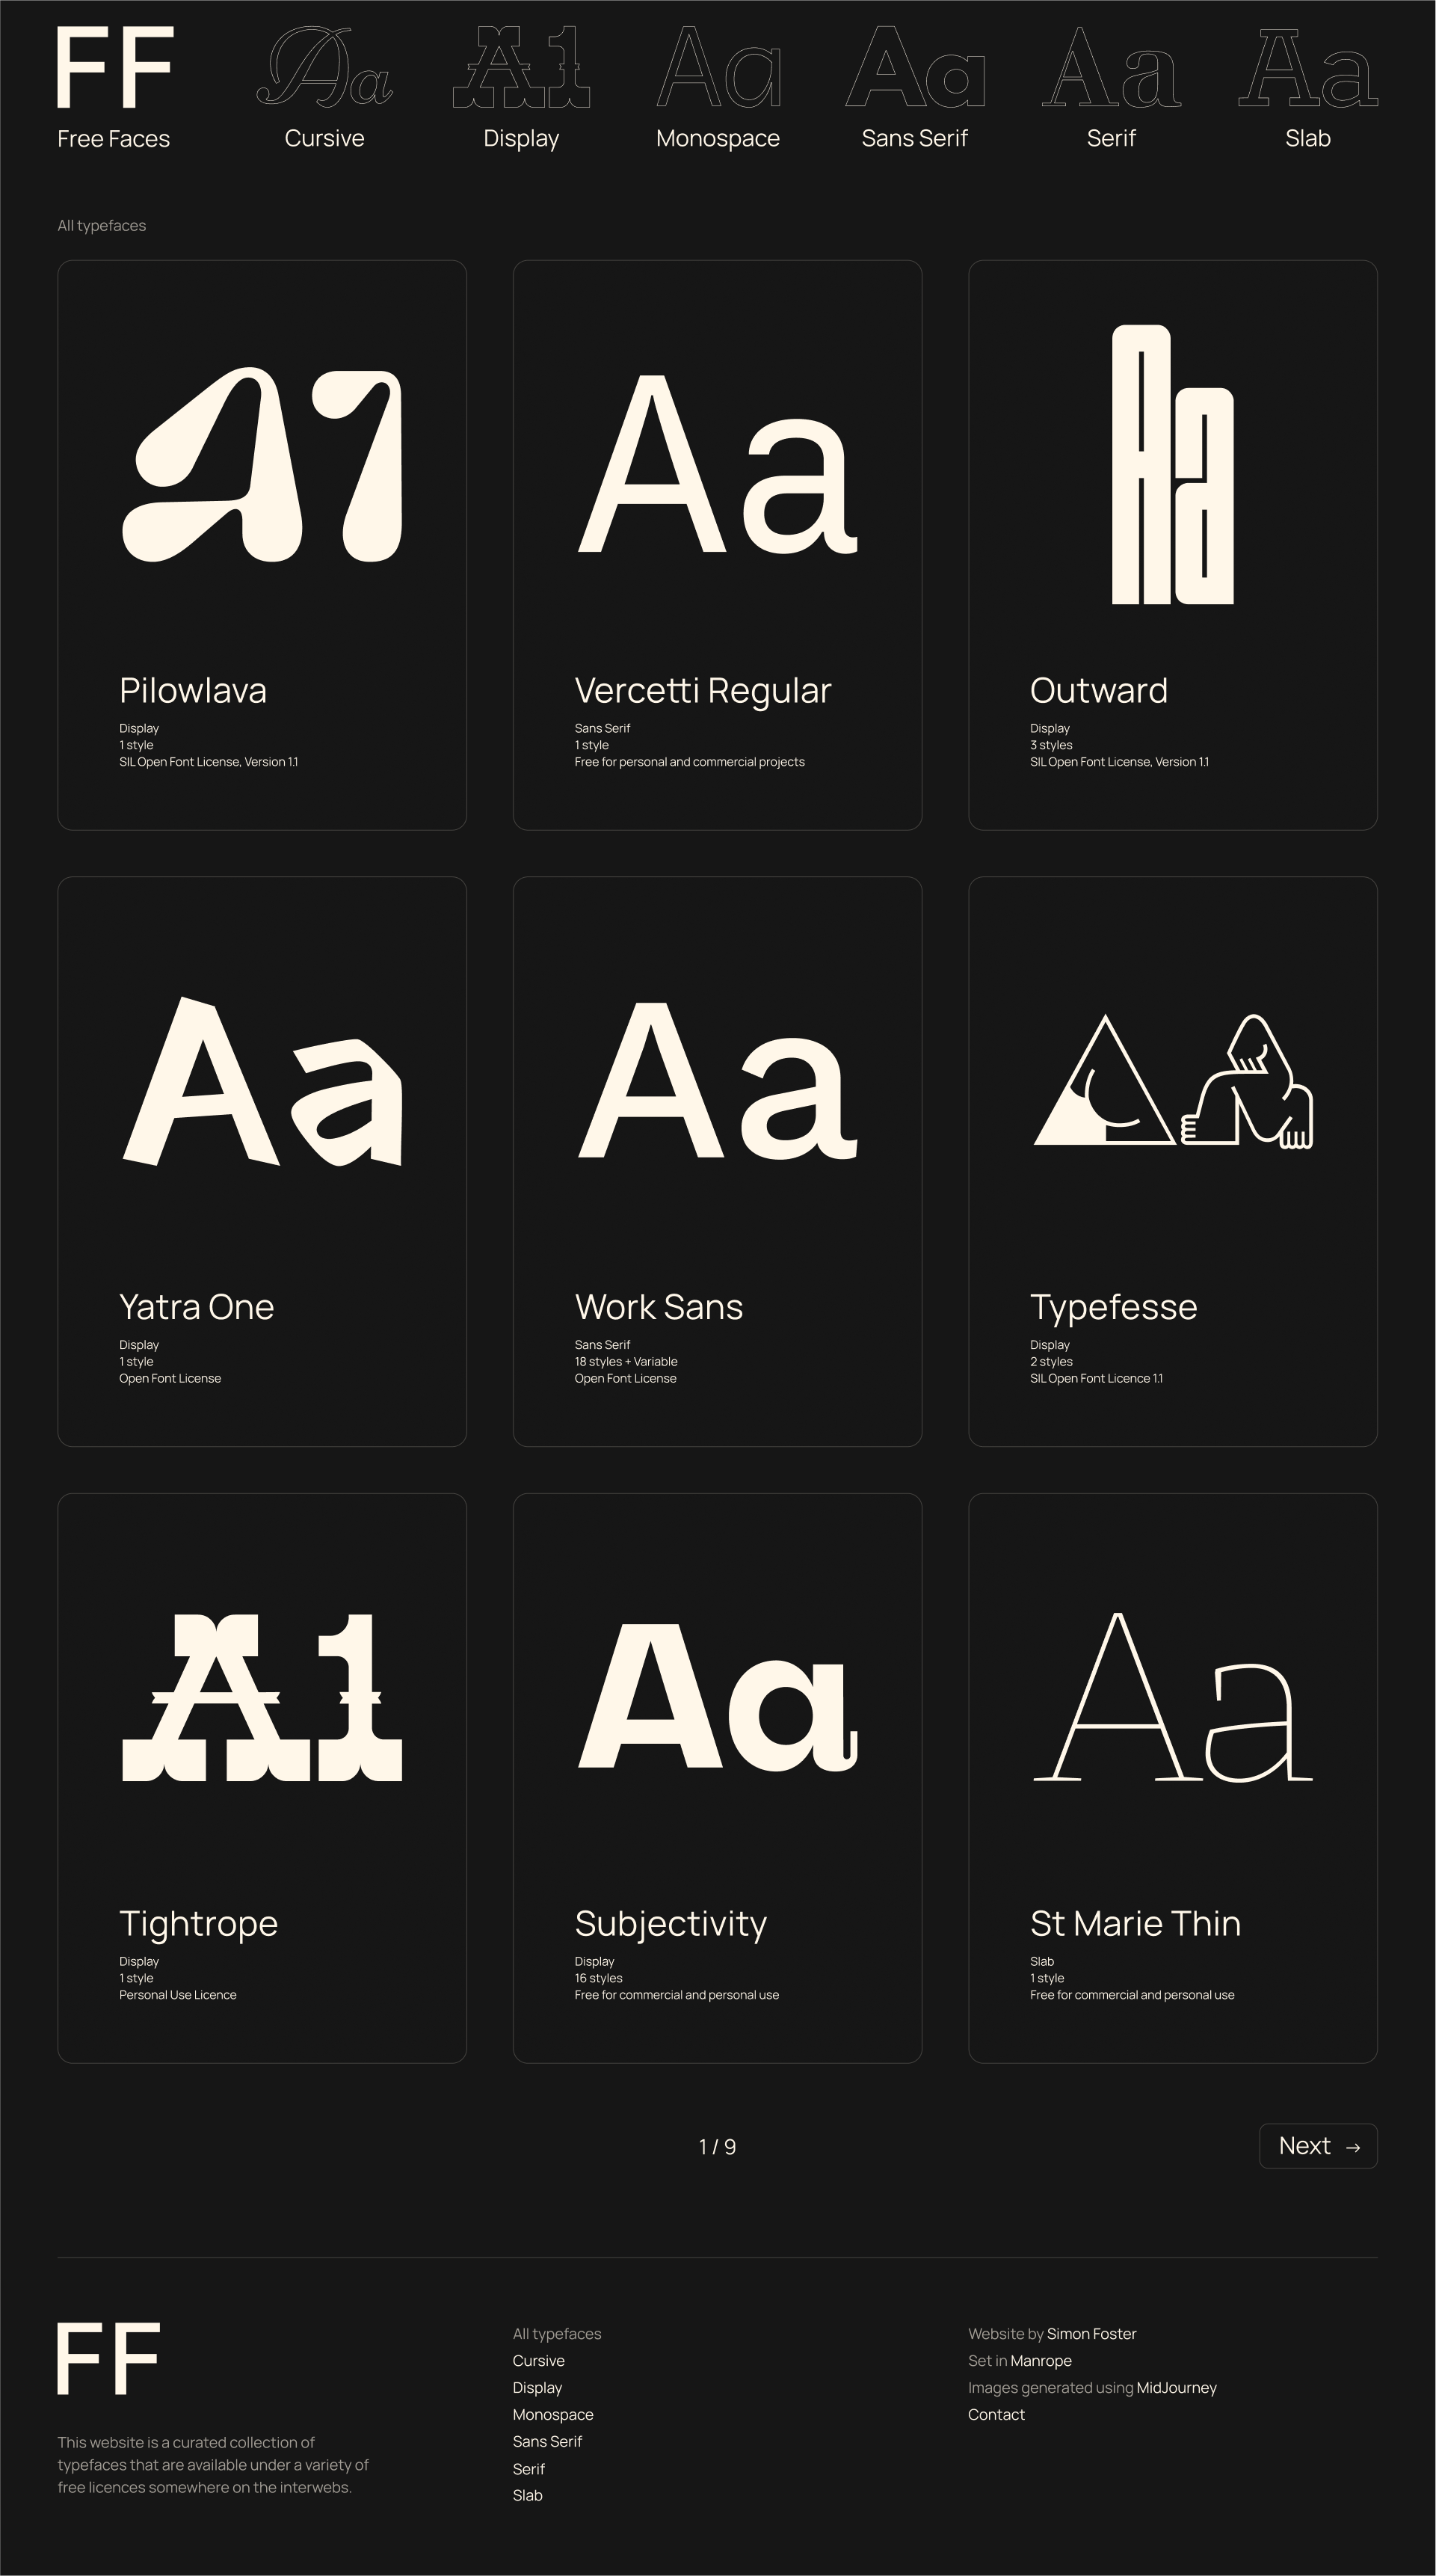 FF
Free Faces
Aa
Cursive
A1
Display
Aa
Monospace
Aa
Sans Serif
Aa
Serif
Aa
Slab
All typefaces
A1
Pilowlava
Display
1 style
SIL Open Font License, Version 1.1
Aa
Vercetti Regular
Sans Serif
1 style
Free for personal and commercial projects
Aa
Outward
Display
3 styles
SIL Open Font License, Version 1.1
Aa
Yatra One
Display
1 style
Open Font License
Aa
Work Sans
Sans Serif
18 styles + Variable
Open Font License
Aa
Typefesse
Display
2 styles
SIL Open Font Licence 1.1
A1
Tightrope
Display
1 style
Personal Use Licence
Aa
Subjectivity
Display
16 styles
Free for commercial and personal use
Aa
St Marie Thin
Slab
1 style
Free for commercial and personal use
1 / 9
Next →
FF
This website is a curated collection of
typefaces that are available under a variety of
free licences somewhere on the interwebs.
All typefaces
Cursive
Display
Monospace
Sans Serif
Serif
Slab
Website by Simon Foster
Set in Manrope
Images generated using MidJourney
Contact